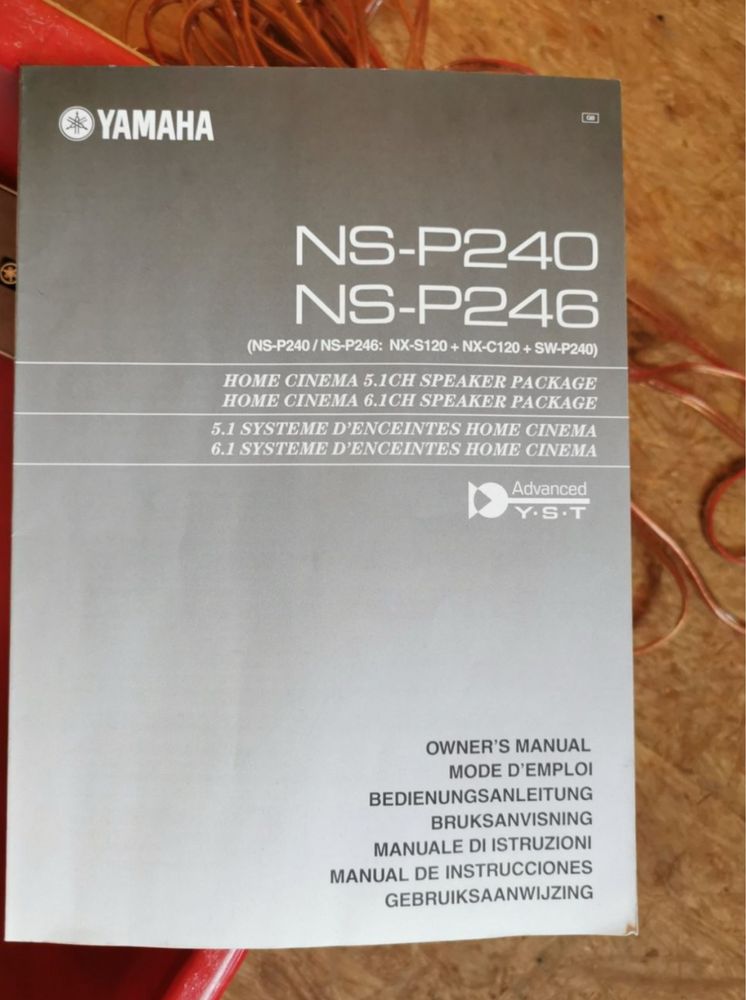 YAMAHA
GB
NS-P240
NS-P246
(NS-P240 / NS-P246: NX-S120 + NX-C120 + SW-P240)
HOME CINEMA 5.1CH SPEAKER PACKAGE
HOME CINEMA 6.1CH SPEAKER PACKAGE
5.1 SYSTEME D'ENCEINTES HOME CINEMA
6.1 SYSTEME D'ENCEINTES HOME CINEMA
Advanced
Y·S·T
OWNER'S MANUAL
MODE D'EMPLOI
BEDIENUNGSANLEITUNG
BRUKSANVISNING
MANUALE DI ISTRUZIONI
MANUAL DE INSTRUCCIONES
GEBRUIKSAANWIJZING